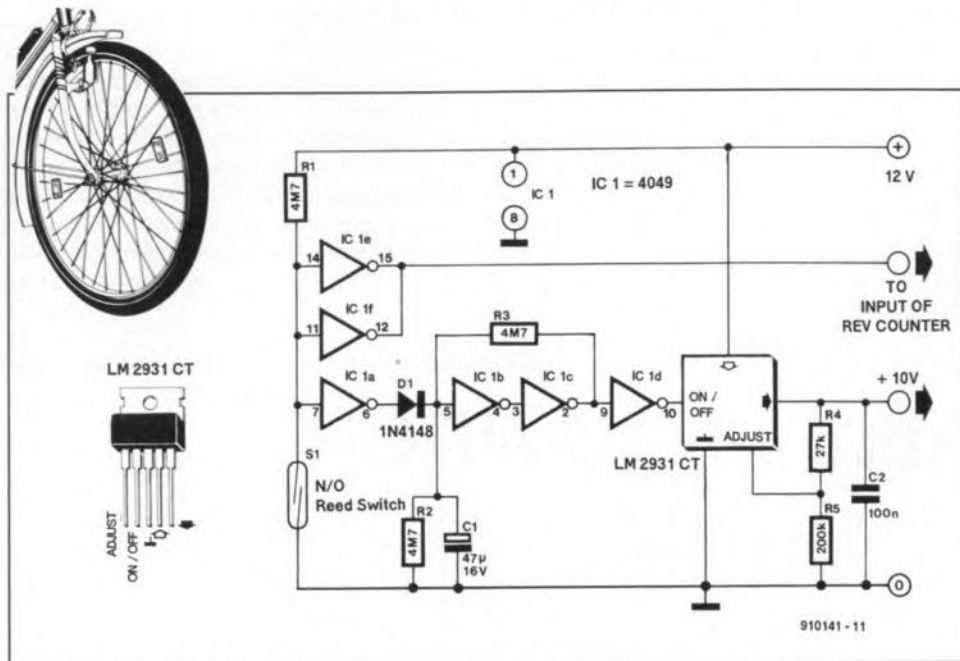 R1
4M7
1
IC 1
8
IC 1 = 4049
+
12 V
IC 1e
14
15
IC 1f
11
12
TO
INPUT OF
REV COUNTER
R3
4M7
IC 1a
7
6
D1
1N4148
IC 1b
5
4
IC 1c
3
2
IC 1d
9
10
ON /
OFF
ADJUST
LM 2931 CT
+ 10V
R4
27k
R5
200k
C2
100n
S1
N/O
Reed Switch
R2
4M7
C1
47µ
16V
0
910141 - 11
LM 2931 CT
ADJUST
ON / OFF